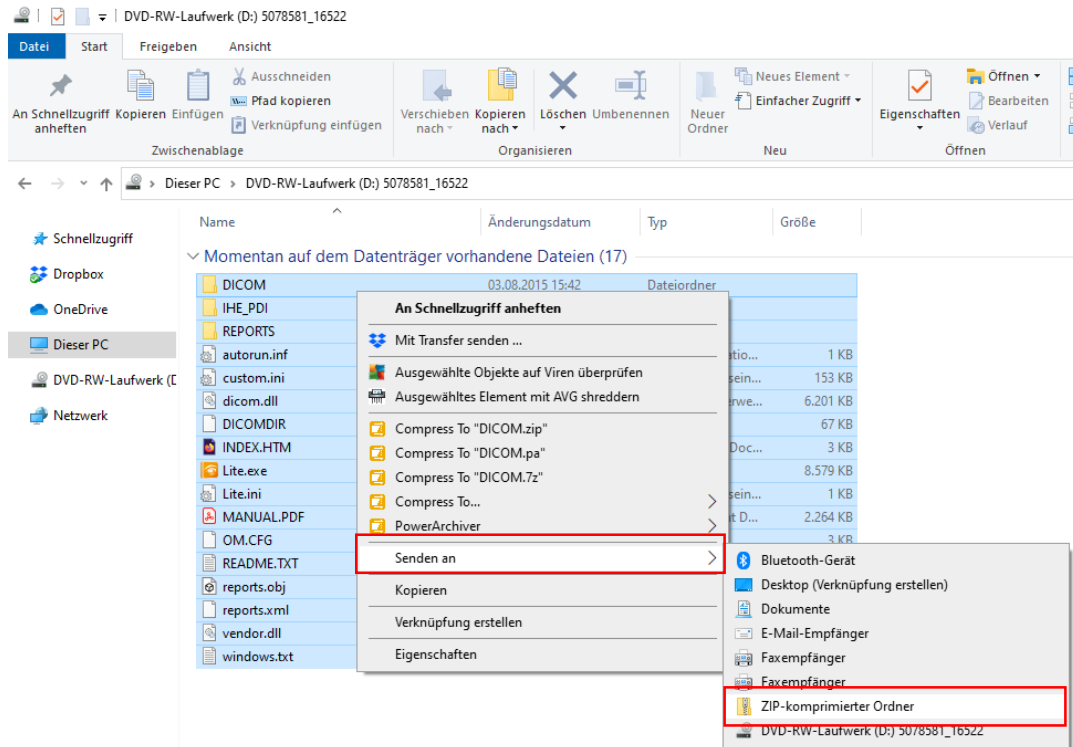 DVD-RW-Laufwerk (D:) 5078581_16522
Datei Start Freigeben Ansicht
An Schnellzugriff anheften
Kopieren
Einfügen
Ausschneiden
Pfad kopieren
Verknüpfung einfügen
Zwischenablage
Verschieben nach
Kopieren nach
Löschen
Umbenennen
Organisieren
Neuer Ordner
Neues Element
Einfacher Zugriff
Neu
Eigenschaften
Öffnen
Bearbeiten
Verlauf
Öffnen
Dieser PC > DVD-RW-Laufwerk (D:) 5078581_16522
Schnellzugriff
Dropbox
OneDrive
Dieser PC
DVD-RW-Laufwerk (D
Netzwerk
Name Änderungsdatum Typ Größe
Momentan auf dem Datenträger vorhandene Dateien (17)
DICOM 03.08.2015 15:42 Dateiordner
IHE_PDI
REPORTS
autorun.inf 1 KB
custom.ini 153 KB
dicom.dll 6.201 KB
DICOMDIR 67 KB
INDEX.HTM 3 KB
Lite.exe 8.579 KB
Lite.ini 1 KB
MANUAL.PDF 2.264 KB
OM.CFG 3 KB
README.TXT
reports.obj
reports.xml
vendor.dll
windows.txt
An Schnellzugriff anheften
Mit Transfer senden ...
Ausgewählte Objekte auf Viren überprüfen
Ausgewähltes Element mit AVG shreddern
Compress To "DICOM.zip"
Compress To "DICOM.pa"
Compress To "DICOM.7z"
Compress To...
PowerArchiver
Senden an
Kopieren
Verknüpfung erstellen
Eigenschaften
Bluetooth-Gerät
Desktop (Verknüpfung erstellen)
Dokumente
E-Mail-Empfänger
Faxempfänger
Faxempfänger
ZIP-komprimierter Ordner
DVD-RW-Laufwerk (D:) 5078581_16522